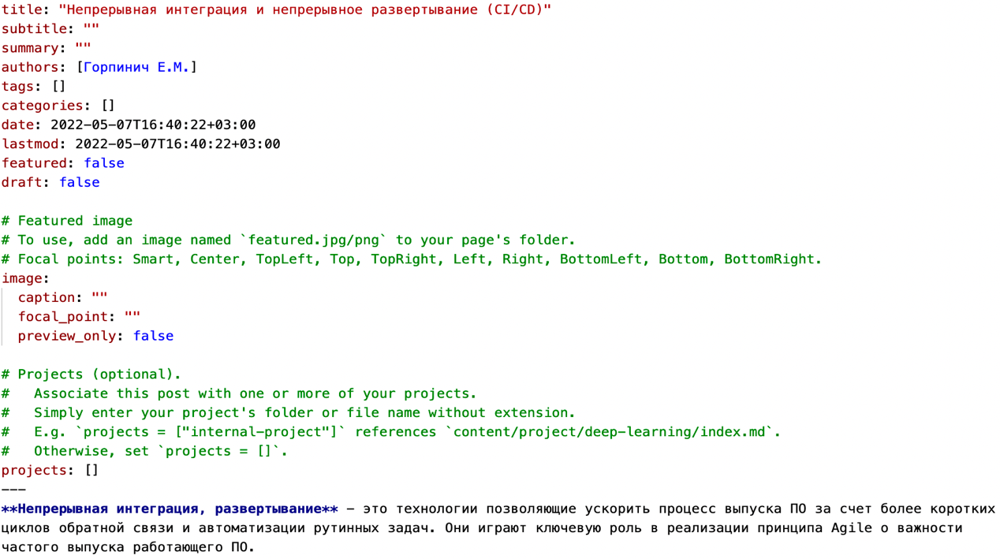 title: "Непрерывная интеграция и непрерывное развертывание (CI/CD)"
subtitle: ""
summary: ""
authors: [Горпинич Е.М.]
tags: []
categories: []
date: 2022-05-07T16:40:22+03:00
lastmod: 2022-05-07T16:40:22+03:00
featured: false
draft: false

# Featured image
# To use, add an image named `featured.jpg/png` to your page's folder.
# Focal points: Smart, Center, TopLeft, Top, TopRight, Left, Right, BottomLeft, Bottom, BottomRight.
image:
  caption: ""
  focal_point: ""
  preview_only: false

# Projects (optional).
#   Associate this post with one or more of your projects.
#   Simply enter your project's folder or file name without extension.
#   E.g. `projects = ["internal-project"]` references `content/project/deep-learning/index.md`.
#   Otherwise, set `projects = []`.
projects: []
---
**Непрерывная интеграция, развертывание** – это технологии позволяющие ускорить процесс выпуска ПО за счет более коротких
циклов обратной связи и автоматизации рутинных задач. Они играют ключевую роль в реализации принципа Agile о важности
частого выпуска работающего ПО.